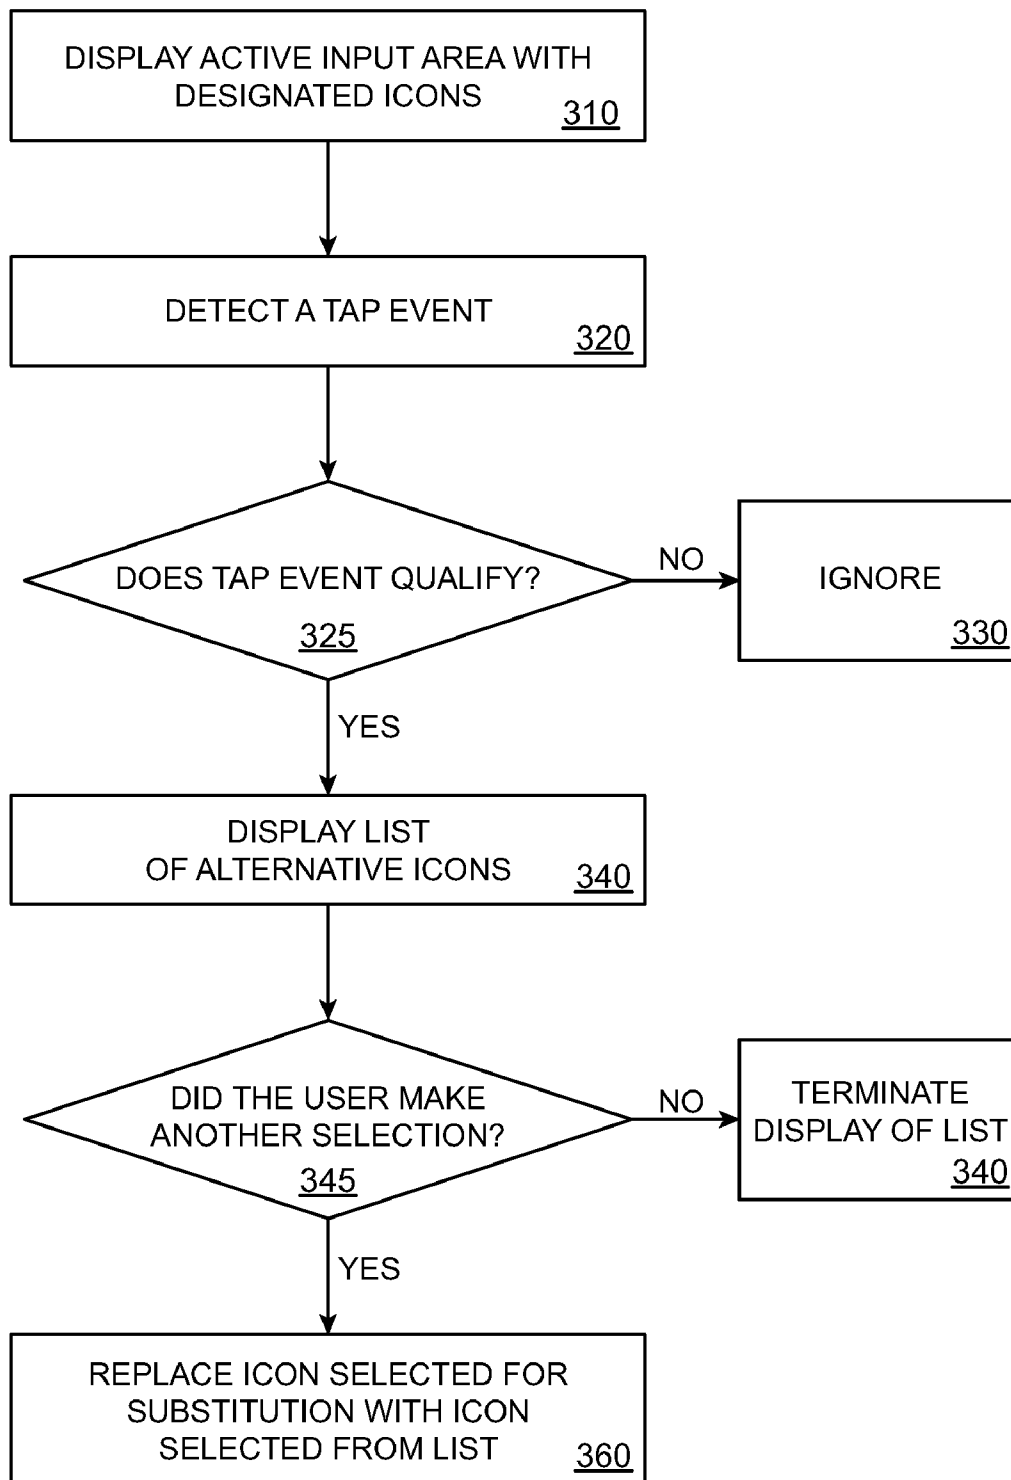 DISPLAY ACTIVE INPUT AREA WITH
DESIGNATED ICONS
310
DETECT A TAP EVENT
320
DOES TAP EVENT QUALIFY?
325
NO
IGNORE
330
YES
DISPLAY LIST
OF ALTERNATIVE ICONS
340
DID THE USER MAKE
ANOTHER SELECTION?
345
NO
TERMINATE
DISPLAY OF LIST
340
YES
REPLACE ICON SELECTED FOR
SUBSTITUTION WITH ICON
SELECTED FROM LIST
360